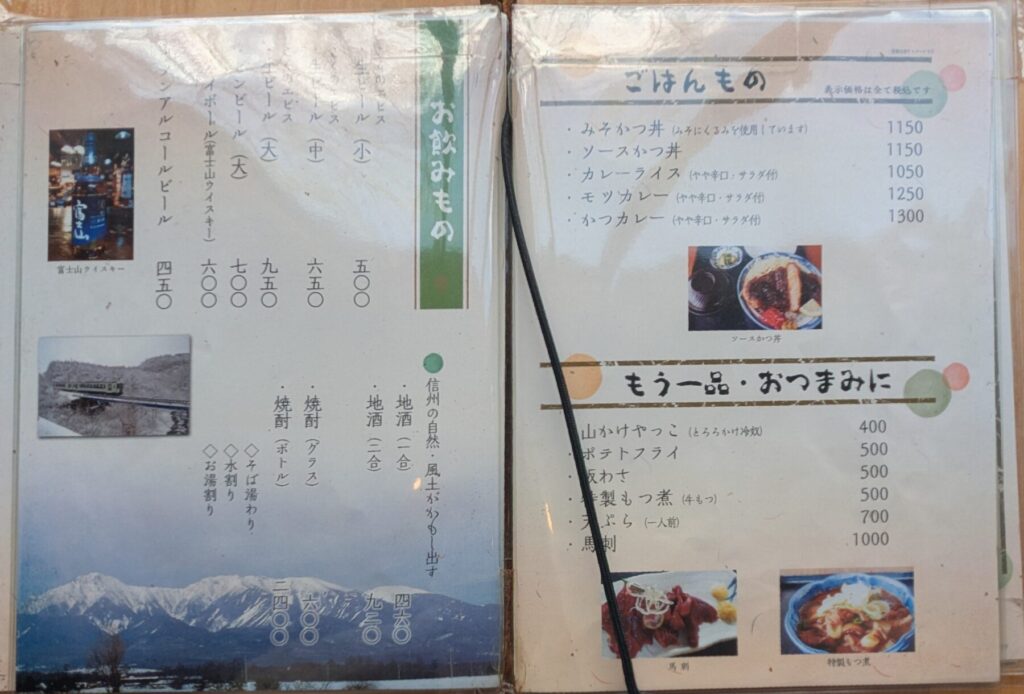 お飲みもの
生ビール(小) 五〇〇
ビール(中) 六五〇
ビール(大) 九五〇
ビール(大) 七〇〇
イボール(富士山ウイスキー) 六〇〇
ンアルコールビール 四五〇
富士山
富士山ウイスキー
信州の自然・風土がかもし出す
・地酒(一合) 四六〇
・地酒(二合) 九二〇
・焼酎(グラス) 六〇〇
・焼酎(ボトル) 二四〇〇
◇そば湯わり
◇水割り
◇お湯割り
ごはんもの
表示価格は全て税込です
・みそかつ丼(みそにくるみを使用しています) 1150
・ソースかつ丼 1150
・カレーライス(やや辛口・サラダ付) 1050
・モツカレー(やや辛口・サラダ付) 1250
・かつカレー(やや辛口・サラダ付) 1300
ソースかつ丼
もう一品・おつまみに
山かけやっこ(とろろかけ冷奴) 400
・ポテトフライ 500
・板わさ 500
・特製もつ煮(牛もつ) 500
・天ぷら(一人前) 700
・馬刺 1000
馬刺
特製もつ煮